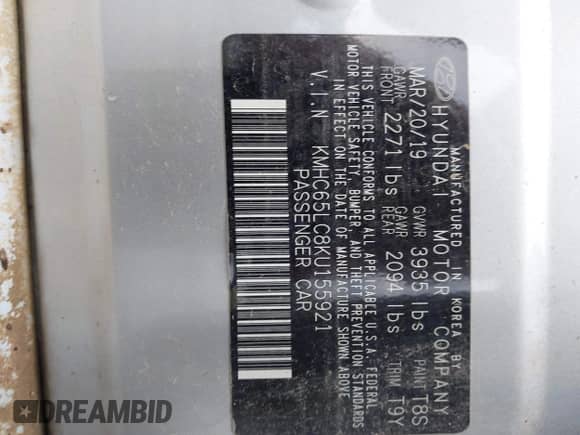 MANUFACTURED IN KOREA BY
HYUNDAI MOTOR COMPANY
MAR/20/19 GVWR 3935 lbs PAINT T8S
GAWR FRONT 2271 lbs GAWR REAR 2094 lbs TRIM T9Y
THIS VEHICLE CONFORMS TO ALL APPLICABLE U.S.A. FEDERAL
MOTOR VEHICLE SAFETY, BUMPER, AND THEFT PREVENTION STANDARDS
IN EFFECT ON THE DATE OF MANUFACTURE SHOWN ABOVE
V.I.N KMHC65LC8KU155921
PASSENGER CAR
DREAMBID